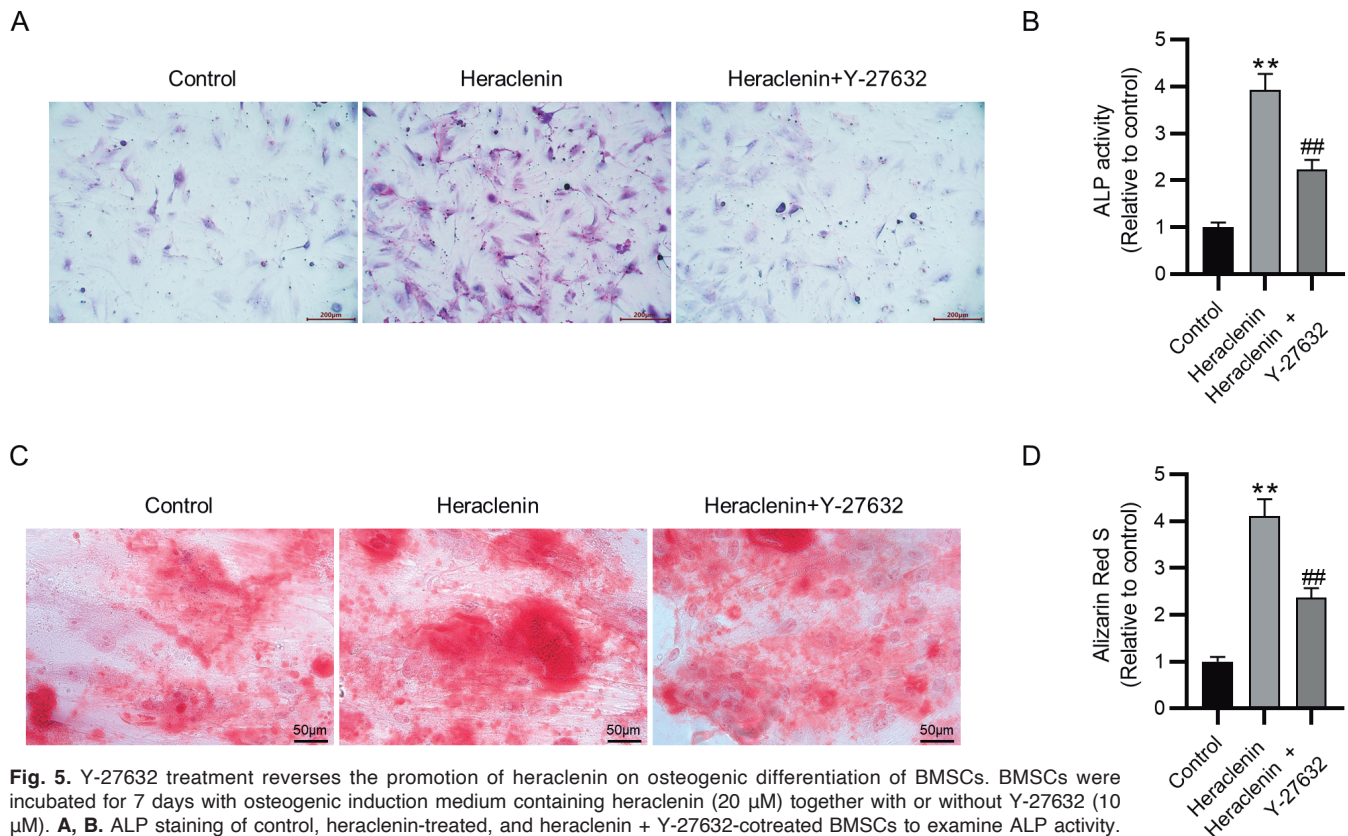 A
Control
Heraclenin
Heraclenin+Y-27632
200μm
200μm
200μm
B
ALP activity
(Relative to control)
5
4
3
2
1
0
**
##
Control
Heraclenin
Heraclenin +
Y-27632
C
Control
Heraclenin
Heraclenin+Y-27632
50μm
50μm
50μm
D
Alizarin Red S
(Relative to control)
5
4
3
2
1
0
**
##
Control
Heraclenin
Heraclenin +
Y-27632
Fig. 5. Y-27632 treatment reverses the promotion of heraclenin on osteogenic differentiation of BMSCs. BMSCs were
incubated for 7 days with osteogenic induction medium containing heraclenin (20 μM) together with or without Y-27632 (10
μM). A, B. ALP staining of control, heraclenin-treated, and heraclenin + Y-27632-cotreated BMSCs to examine ALP activity.